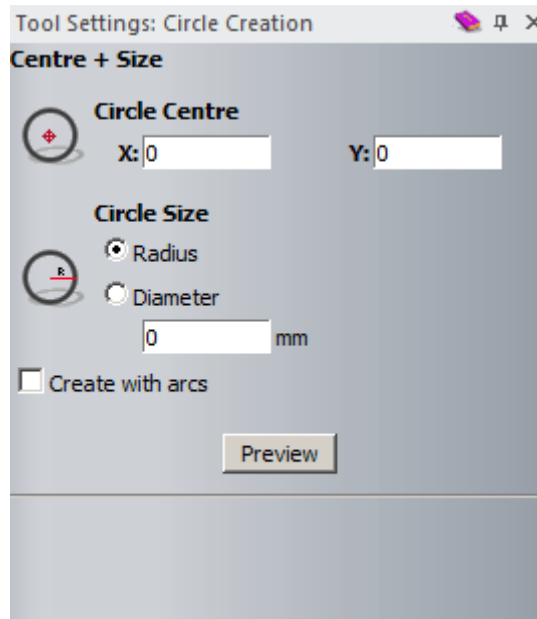 Tool Settings: Circle Creation
Centre + Size
Circle Centre
X: 0 Y: 0
Circle Size
Radius
R
Diameter
0 mm
Create with arcs
Preview